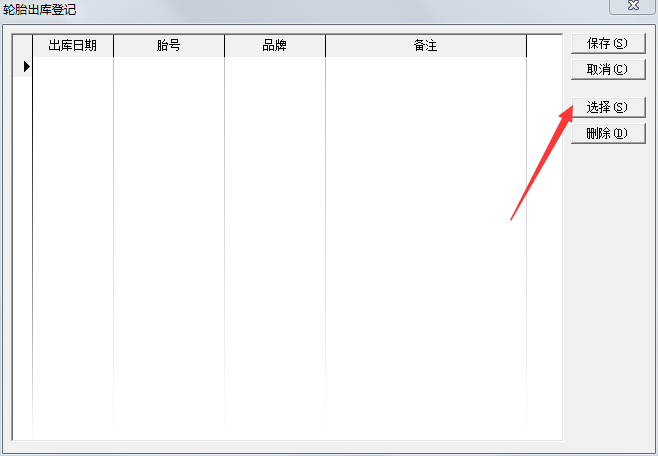 轮胎出库登记
出库日期 胎号 品牌 备注
保存(S)
取消(C)
选择(S)
删除(D)